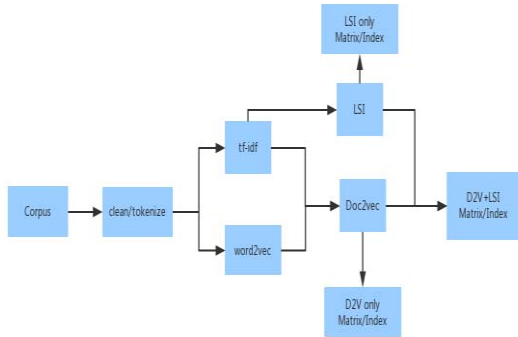 LSI only
Matrix/Index
LSI
tf-idf
Corpus
clean/tokenize
Doc2vec
D2V+LSI
Matrix/Index
word2vec
D2V only
Matrix/Index